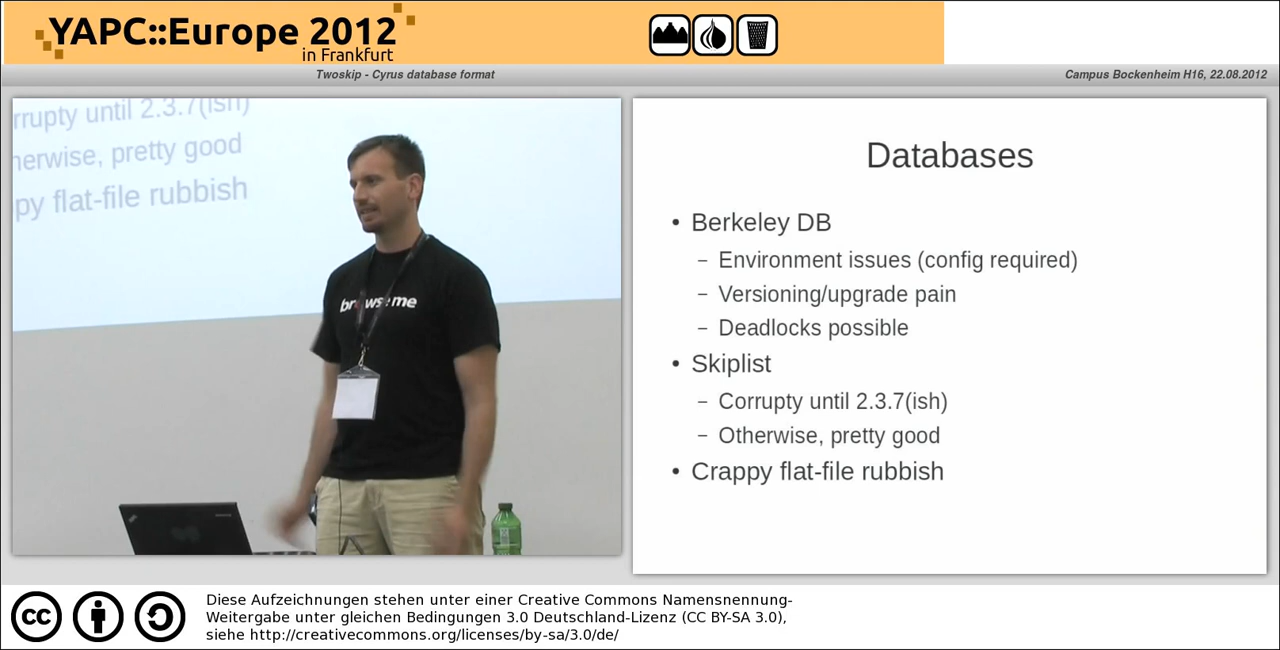 YAPC::Europe 2012
in Frankfurt
Twoskip - Cyrus database format
Campus Bockenheim H16, 22.08.2012
rrupty until 2.3.7(ish)
herwise, pretty good
py flat-file rubbish
browseme
Databases
• Berkeley DB
– Environment issues (config required)
– Versioning/upgrade pain
– Deadlocks possible
• Skiplist
– Corrupty until 2.3.7(ish)
– Otherwise, pretty good
• Crappy flat-file rubbish
cc
Diese Aufzeichnungen stehen unter einer Creative Commons Namensnennung-
Weitergabe unter gleichen Bedingungen 3.0 Deutschland-Lizenz (CC BY-SA 3.0),
siehe http://creativecommons.org/licenses/by-sa/3.0/de/